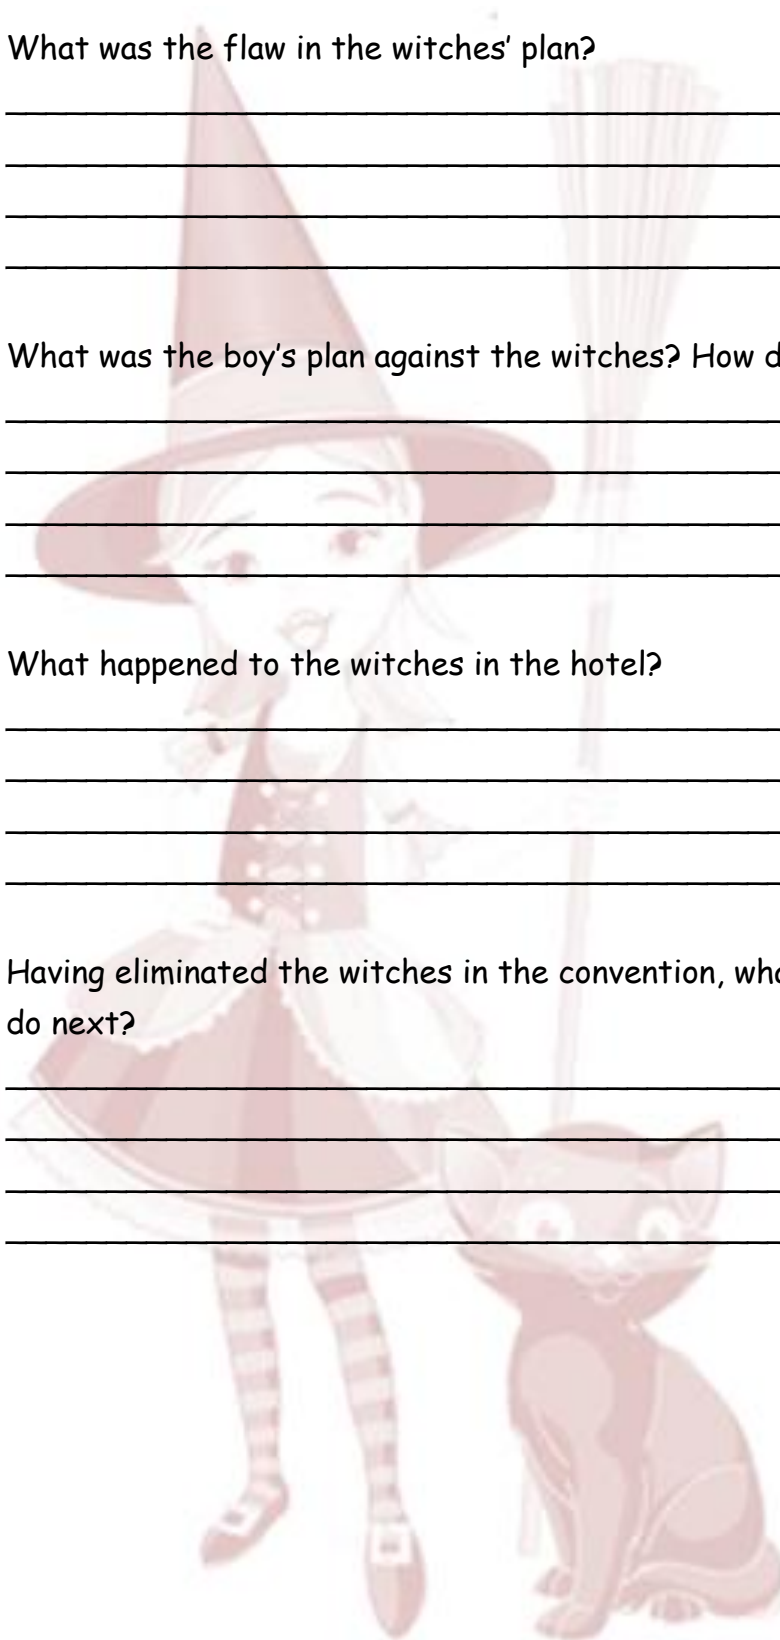 What was the flaw in the witches’ plan?
What was the boy’s plan against the witches? How
What happened to the witches in the hotel?
Having eliminated the witches in the convention,
do next?